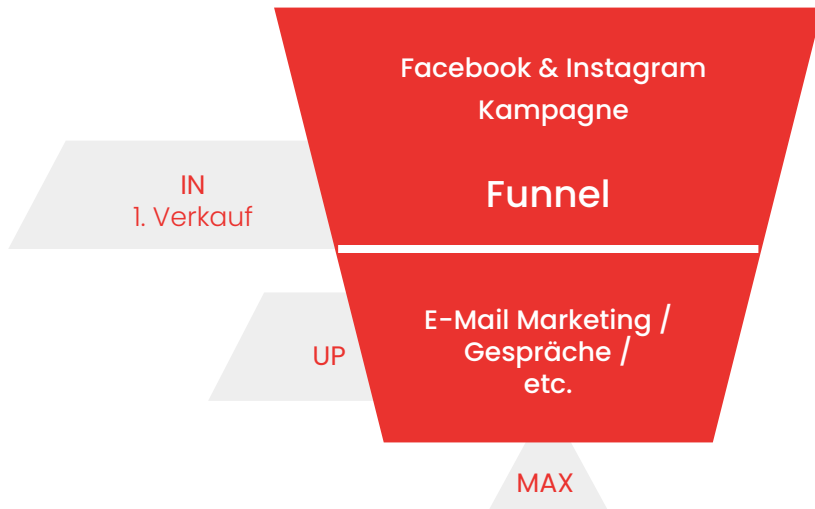 Facebook & Instagram
Kampagne
Funnel
IN
1. Verkauf
E-Mail Marketing /
Gespräche /
etc.
UP
MAX